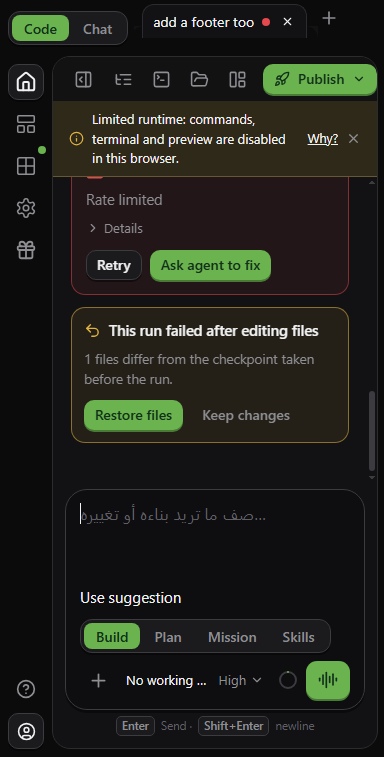 Code
Chat
add a footer too
Publish
Limited runtime: commands,
terminal and preview are disabled
in this browser.
Why?
Rate limited
Details
Retry
Ask agent to fix
This run failed after editing files
1 files differ from the checkpoint taken
before the run.
Restore files
Keep changes
صف ما تريد بناءه أو تغييره...
Use suggestion
Build
Plan
Mission
Skills
No working ...
High
Enter Send · Shift+Enter newline